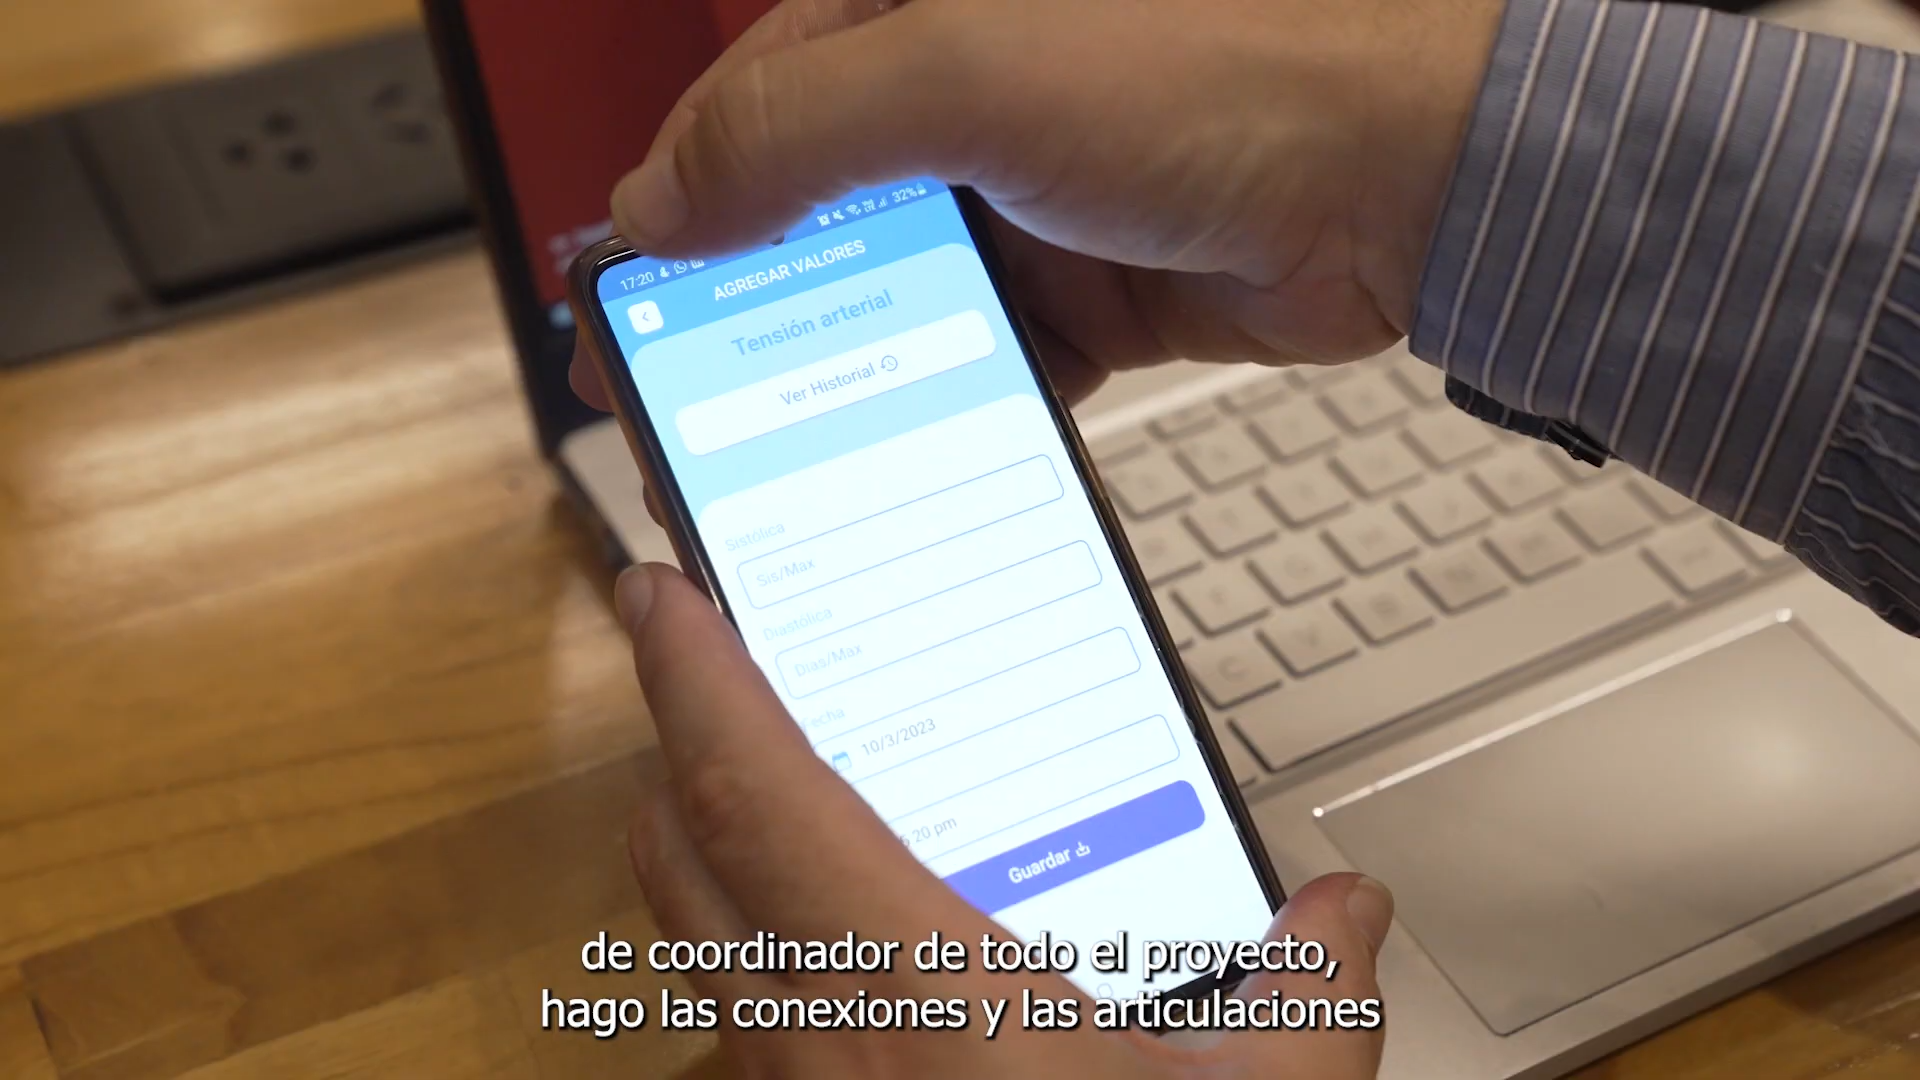 17:20
32%
AGREGAR VALORES
Tensión arterial
Ver Historial
Sistólica
Sis/Max
Diastólica
Dias/Max
Fecha
10/3/2023
20 pm
Guardar
de coordinador de todo el proyecto,
hago las conexiones y las articulaciones